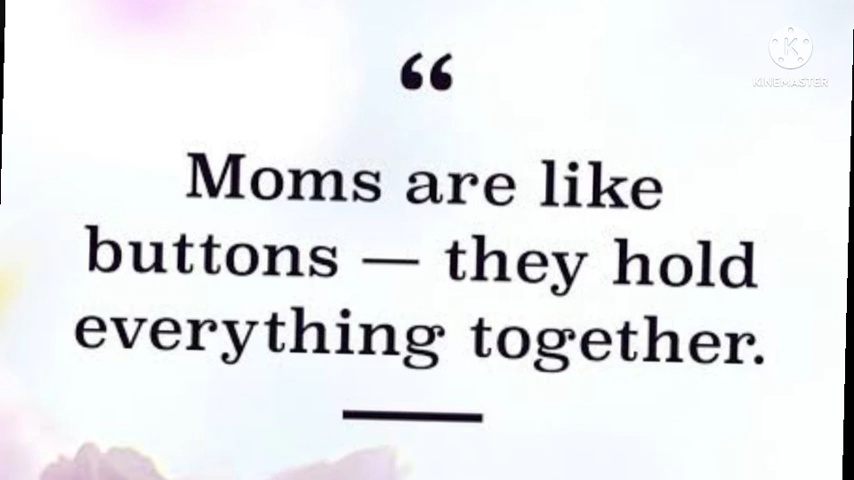 K
KINEMASTER
“
Moms are like
buttons — they hold
everything together.